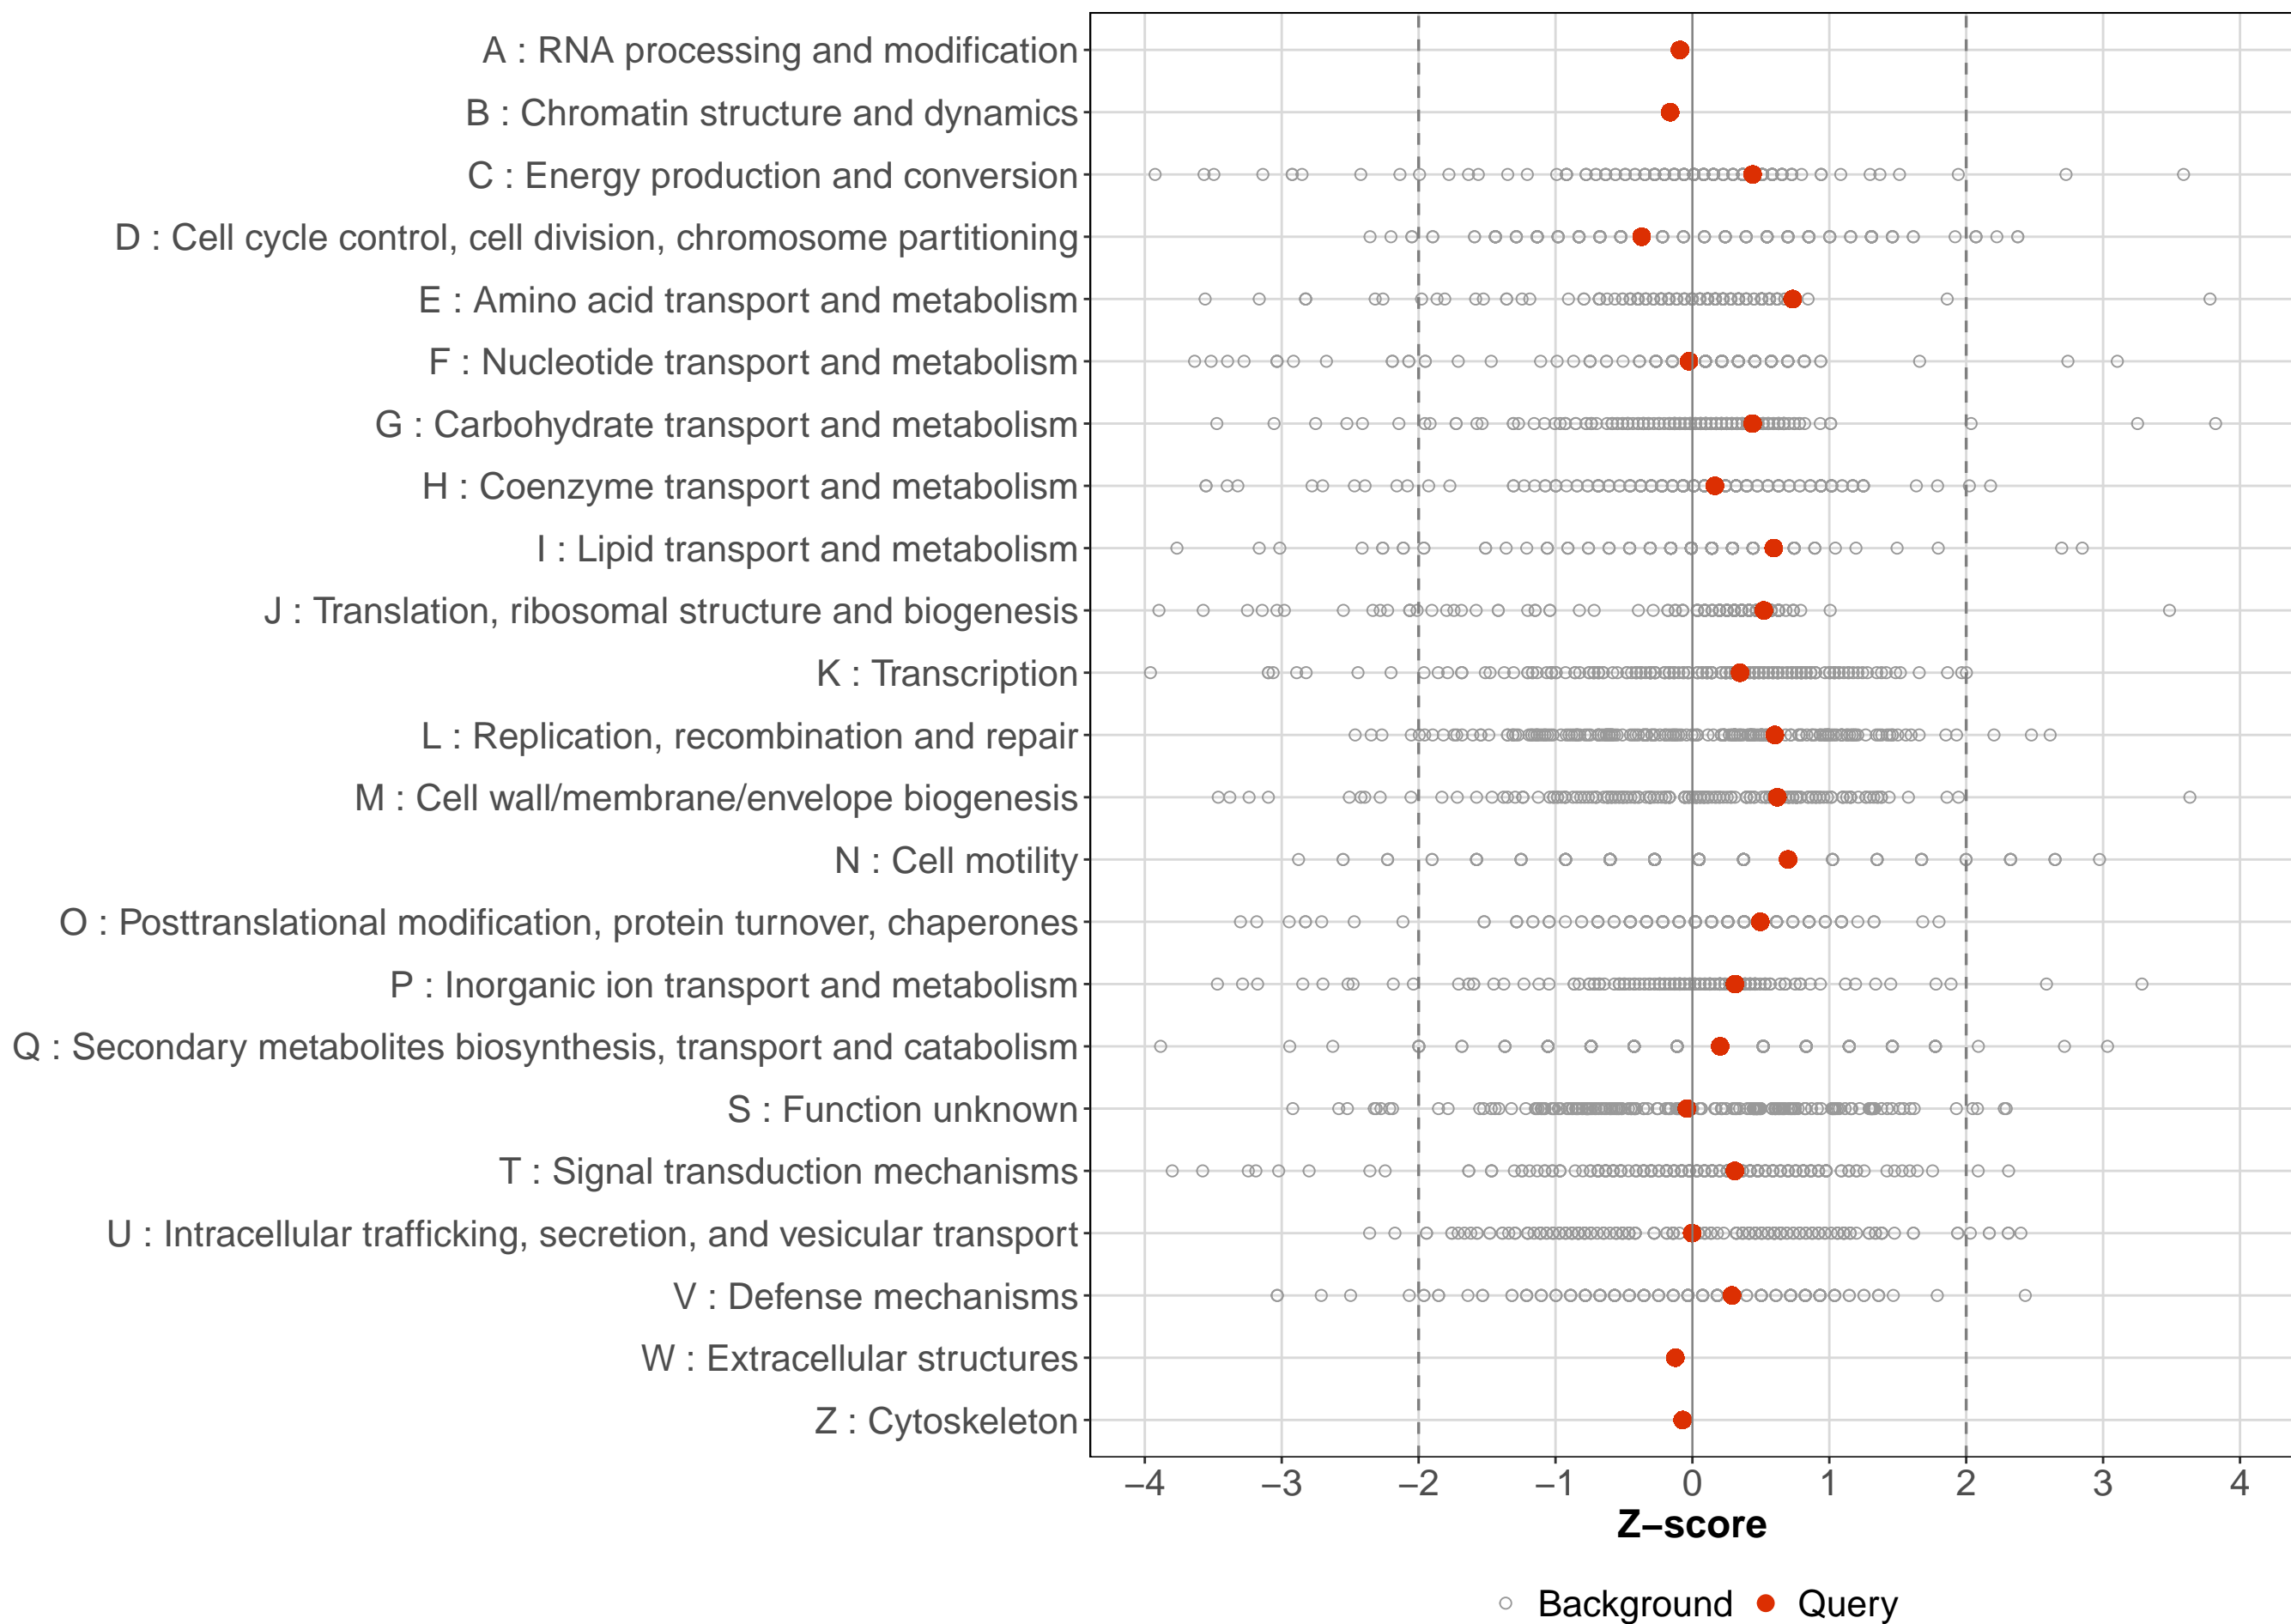 A : RNA processing and modification
B : Chromatin structure and dynamics
C : Energy production and conversion
D : Cell cycle control, cell division, chromosome partitioning
E : Amino acid transport and metabolism
F : Nucleotide transport and metabolism
G : Carbohydrate transport and metabolism
H : Coenzyme transport and metabolism
I : Lipid transport and metabolism
J : Translation, ribosomal structure and biogenesis
K : Transcription
L : Replication, recombination and repair
M : Cell wall/membrane/envelope biogenesis
N : Cell motility
O : Posttranslational modification, protein turnover, chaperones
P : Inorganic ion transport and metabolism
Q : Secondary metabolites biosynthesis, transport and catabolism
S : Function unknown
T : Signal transduction mechanisms
U : Intracellular trafficking, secretion, and vesicular transport
V : Defense mechanisms
W : Extracellular structures
Z : Cytoskeleton
−4 −3 −2 −1 0 1 2 3 4
Z−score
Background Query